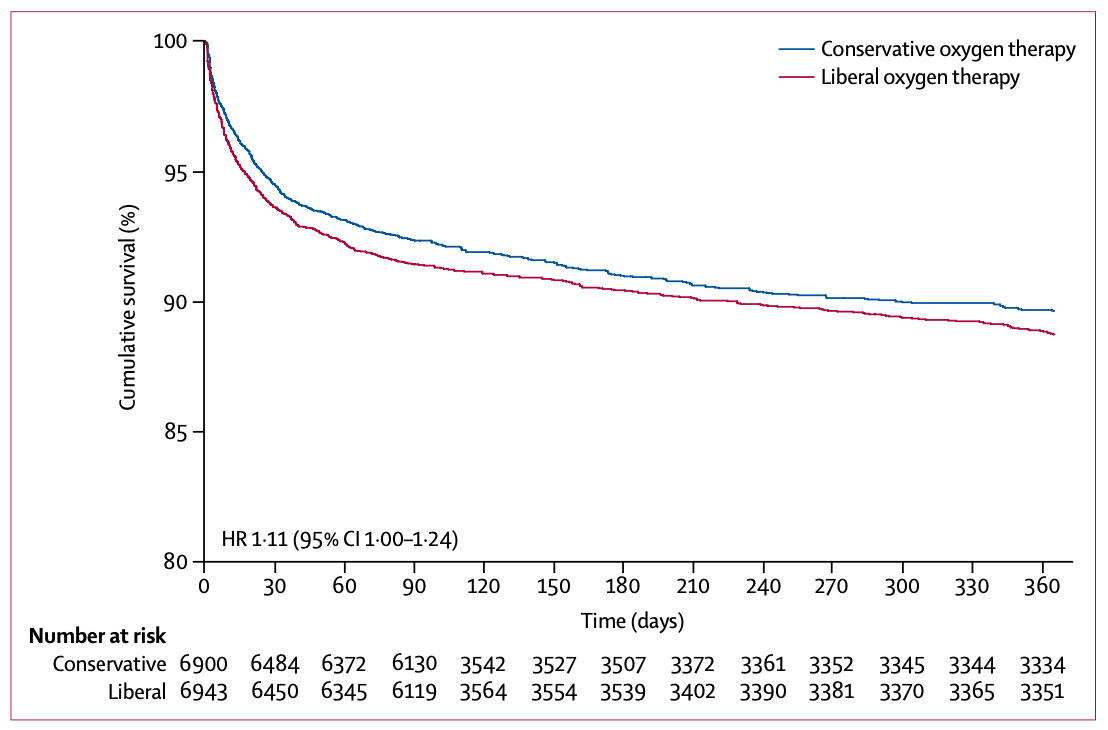 100
95
90
85
80
Cumulative survival (%)
Conservative oxygen therapy
Liberal oxygen therapy
HR 1·11 (95% CI 1·00–1·24)
0 30 60 90 120 150 180 210 240 270 300 330 360
Time (days)
Number at risk
Conservative 6900 6484 6372 6130 3542 3527 3507 3372 3361 3352 3345 3344 3334
Liberal 6943 6450 6345 6119 3564 3554 3539 3402 3390 3381 3370 3365 3351